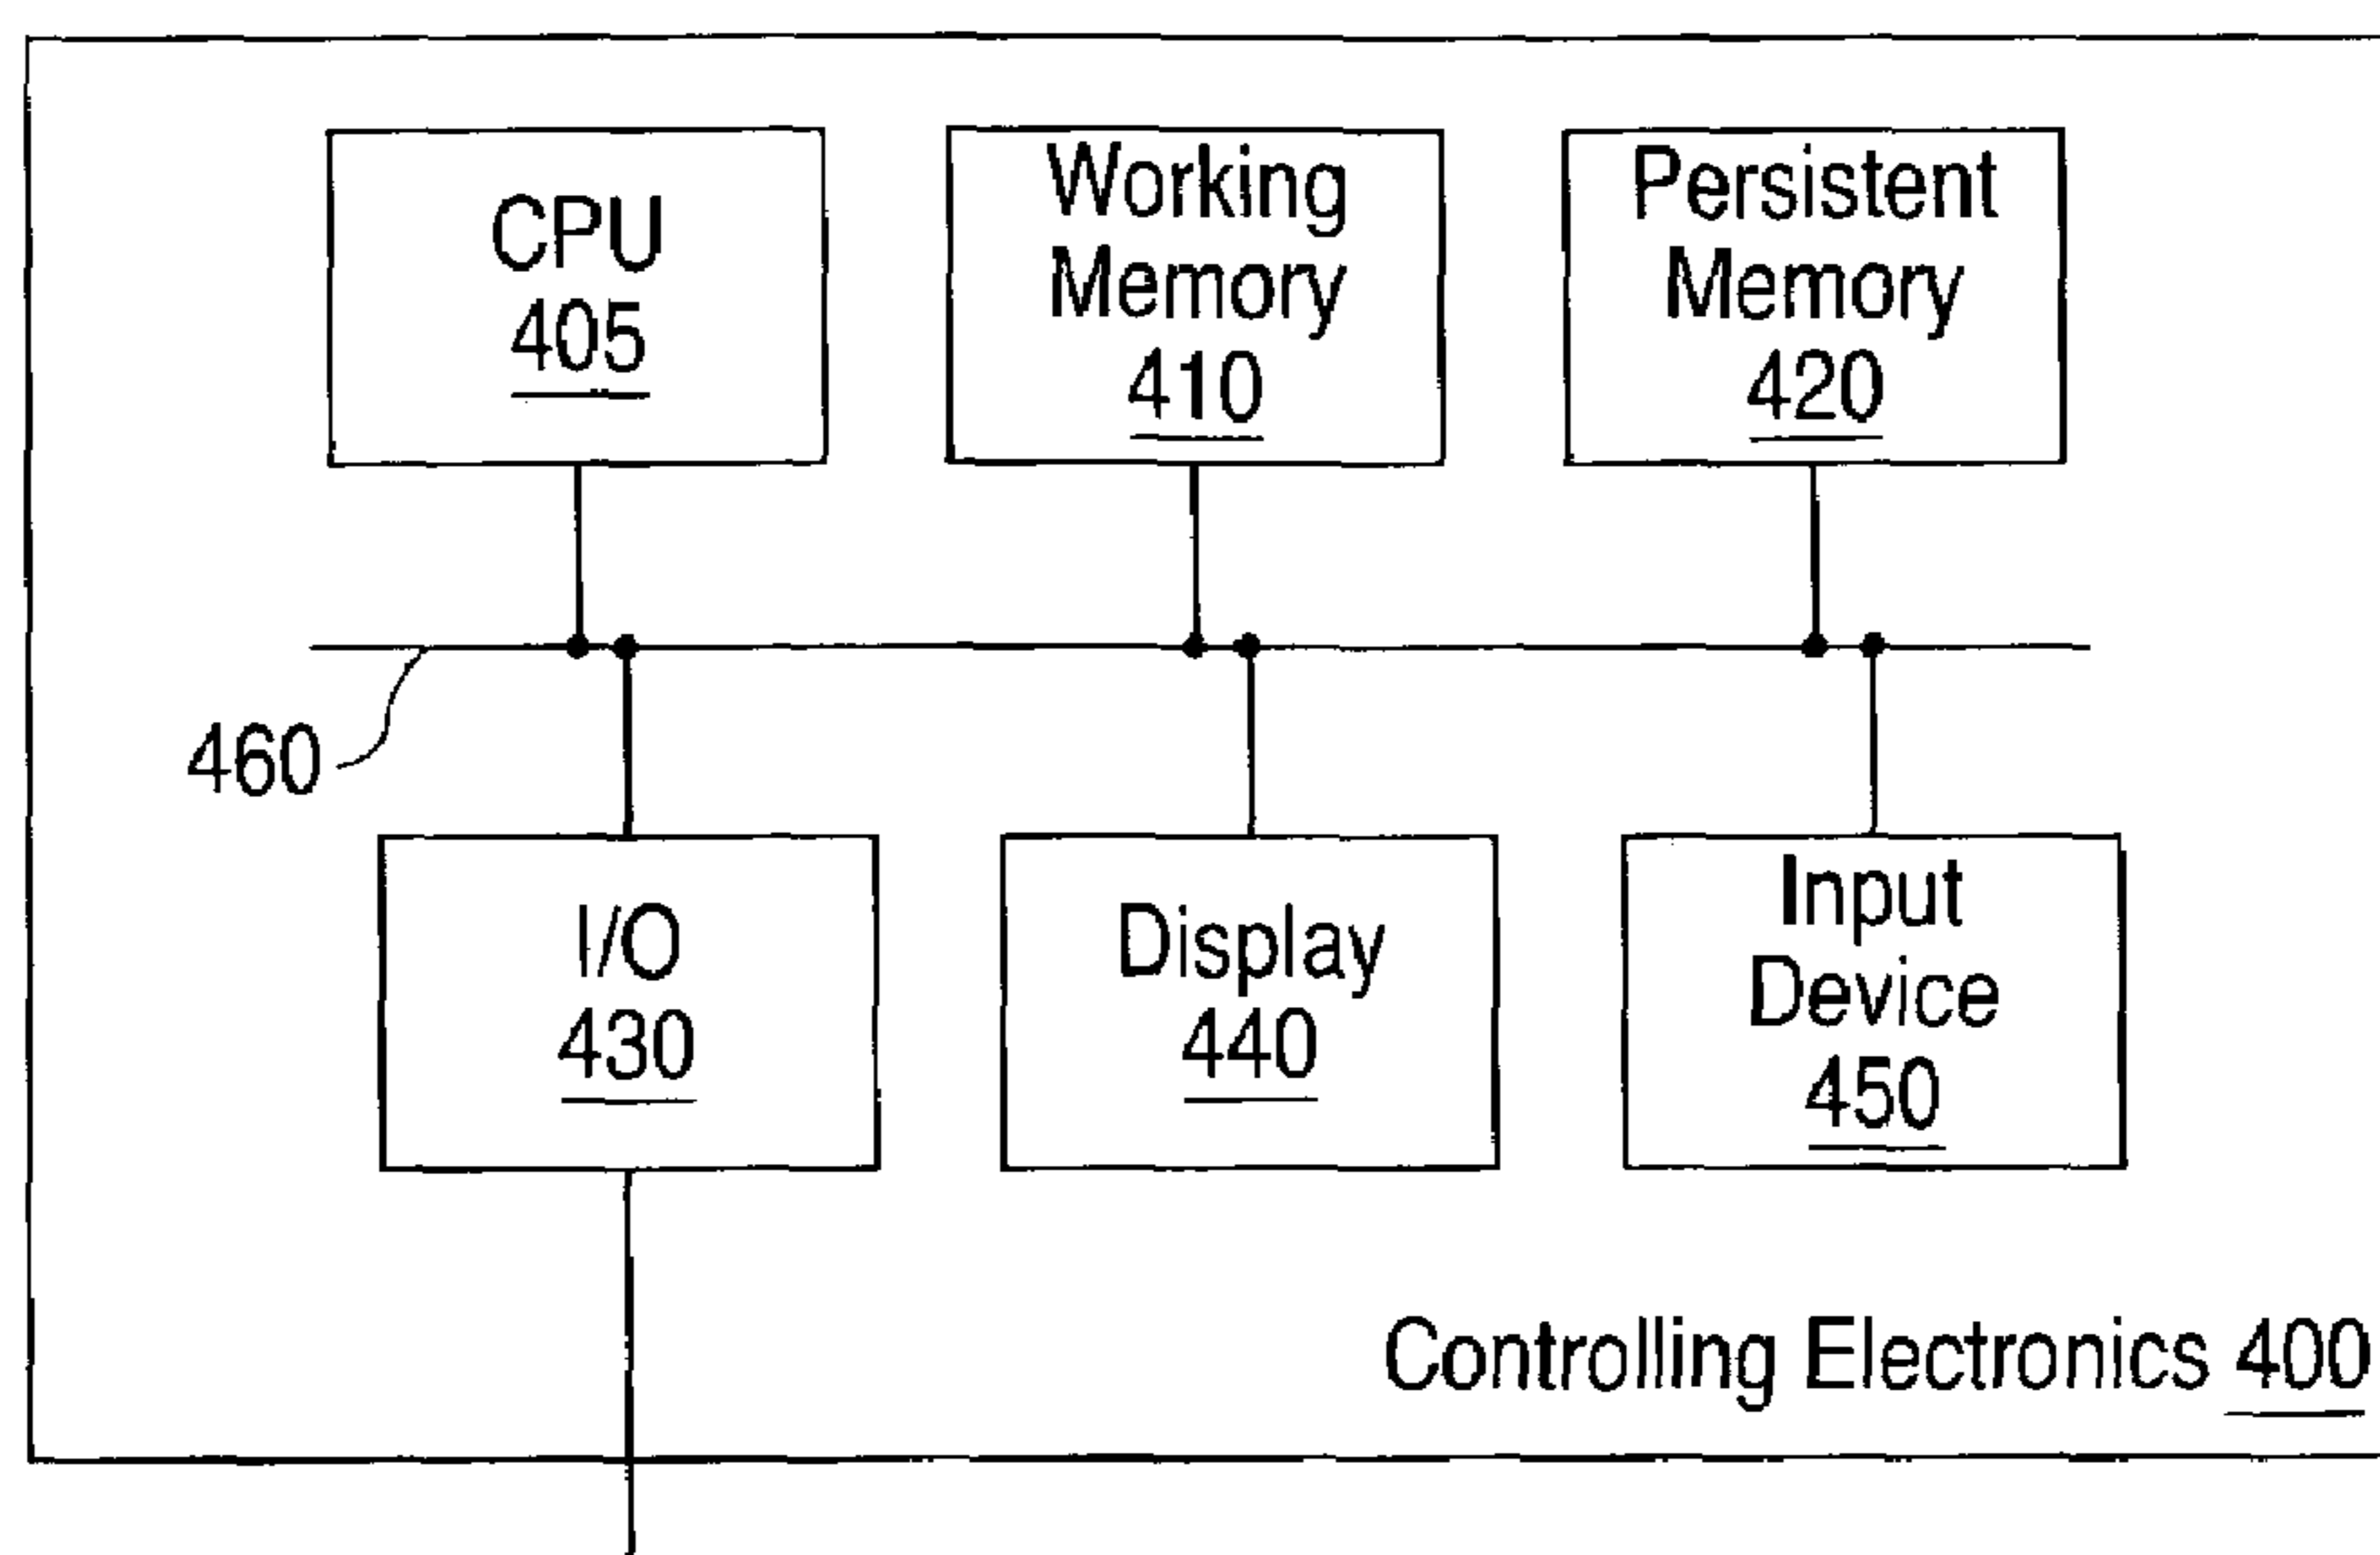 CPU
405
Working
Memory
410
Persistent
Memory
420
460
I/O
430
Display
440
Input
Device
450
Controlling Electronics 400